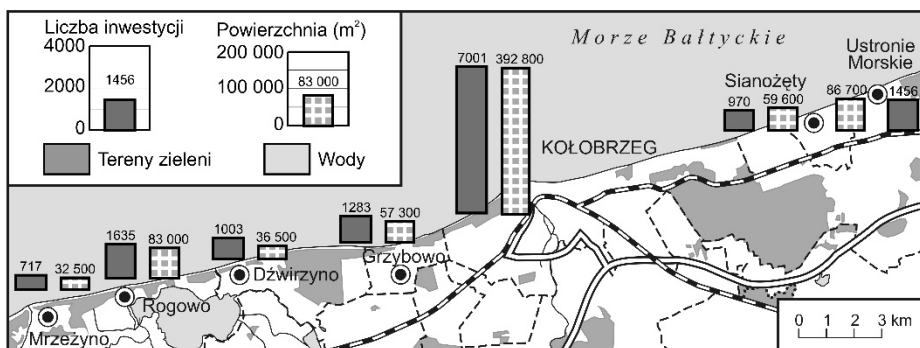 Liczba inwestycji
4000
2000
0
1456
Powierzchnia (m²)
200 000
100 000
0
83 000
Tereny zieleni
Wody
Morze Bałtyckie
7001
392 800
KOŁOBRZEG
Ustronie
Morskie
Sianożęty
970
59 600
86 700
1456
1283
57 300
Grzybowo
1003
36 500
Dźwirzyno
1635
83 000
Rogowo
717
32 500
Mrzeżyno
0 1 2 3 km